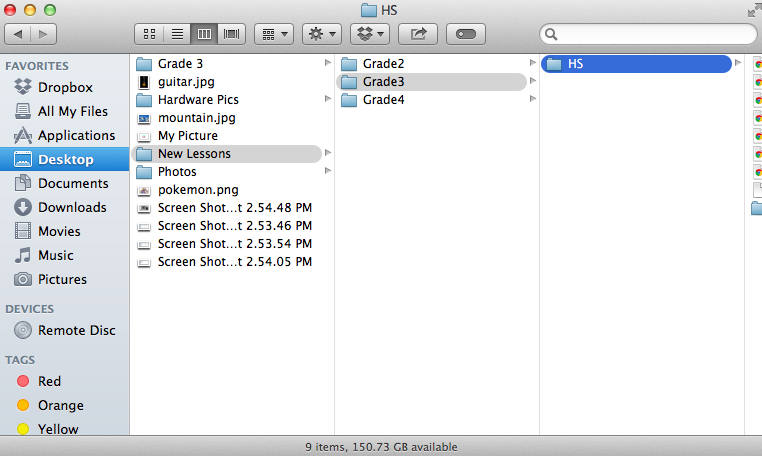 HS
FAVORITES
Dropbox
All My Files
Applications
Desktop
Documents
Downloads
Movies
Music
Pictures
DEVICES
Remote Disc
TAGS
Red
Orange
Yellow
Grade 3
guitar.jpg
Hardware Pics
mountain.jpg
My Picture
New Lessons
Photos
pokemon.png
Screen Shot...t 2.54.48 PM
Screen Shot...t 2.53.46 PM
Screen Shot...t 2.53.54 PM
Screen Shot...t 2.54.05 PM
Grade2
Grade3
Grade4
HS
9 items, 150.73 GB available